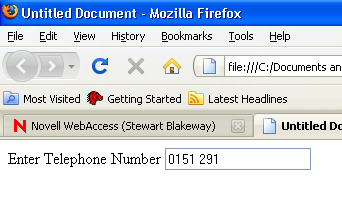 Untitled Document - Mozilla Firefox
File Edit View History Bookmarks Tools Help
file:///C:/Documents an
Most Visited Getting Started Latest Headlines
Novell WebAccess (Stewart Blakeway) Untitled Do
Enter Telephone Number 0151 291